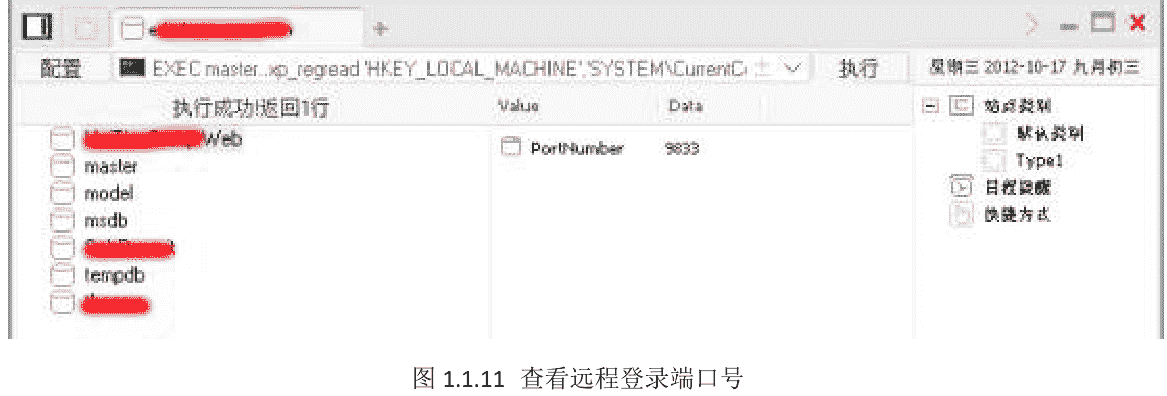 配置 EXEC master..xp_regread 'HKEY_LOCAL_MACHINE','SYSTEM\CurrentC 执行 星期三 2012-10-17 九月初三
执行成功!返回1行 Value Data
Web
master
model
msdb
tempdb
PortNumber 9833
站点类别
默认类别
Type1
日程提醒
快捷方式
图 1.1.11 查看远程登录端口号